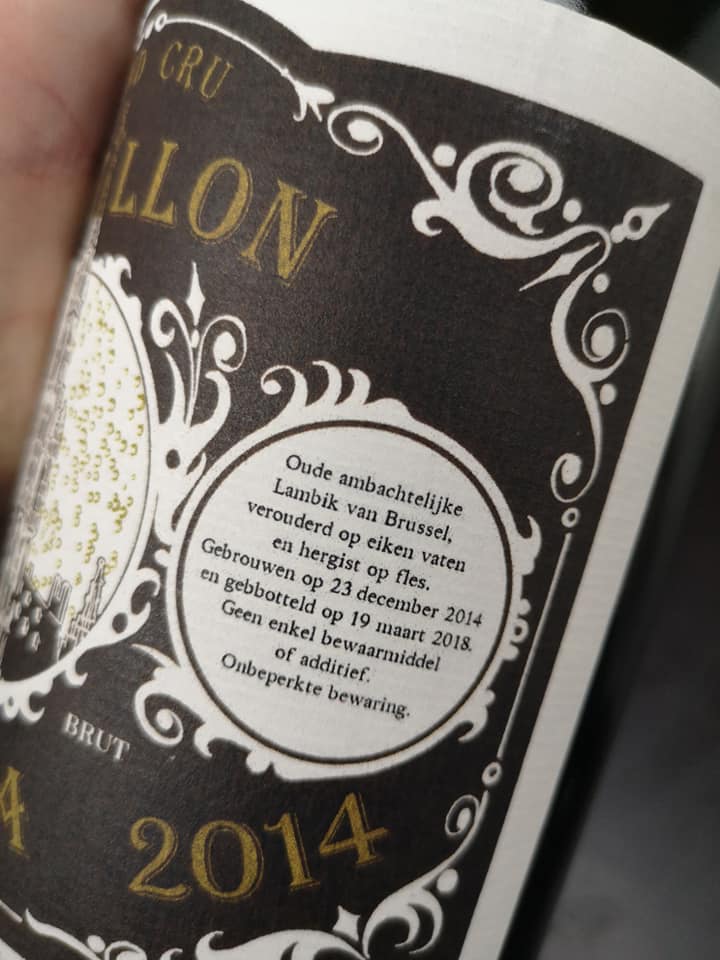 CRU
LLON
Oude ambachtelijke
Lambik van Brussel,
verouderd op eiken vaten
en hergist op fles.
Gebrouwen op 23 december 2014
en gebbotteld op 19 maart 2018.
Geen enkel bewaarmiddel
of additief.
Onbeperkte bewaring.
BRUT
2014